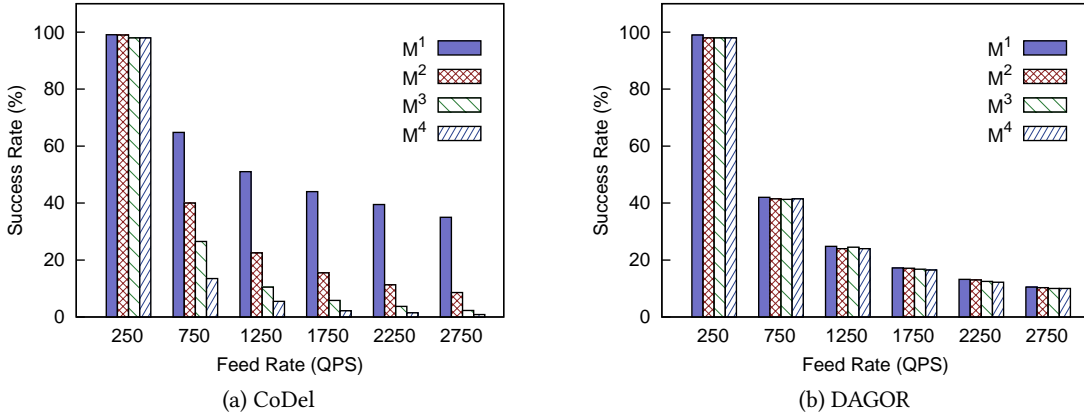 Success Rate (%)
100
80
60
40
20
0
M¹
M²
M³
M⁴
250 750 1250 1750 2250 2750
Feed Rate (QPS)
(a) CoDel
Success Rate (%)
100
80
60
40
20
0
M¹
M²
M³
M⁴
250 750 1250 1750 2250 2750
Feed Rate (QPS)
(b) DAGOR